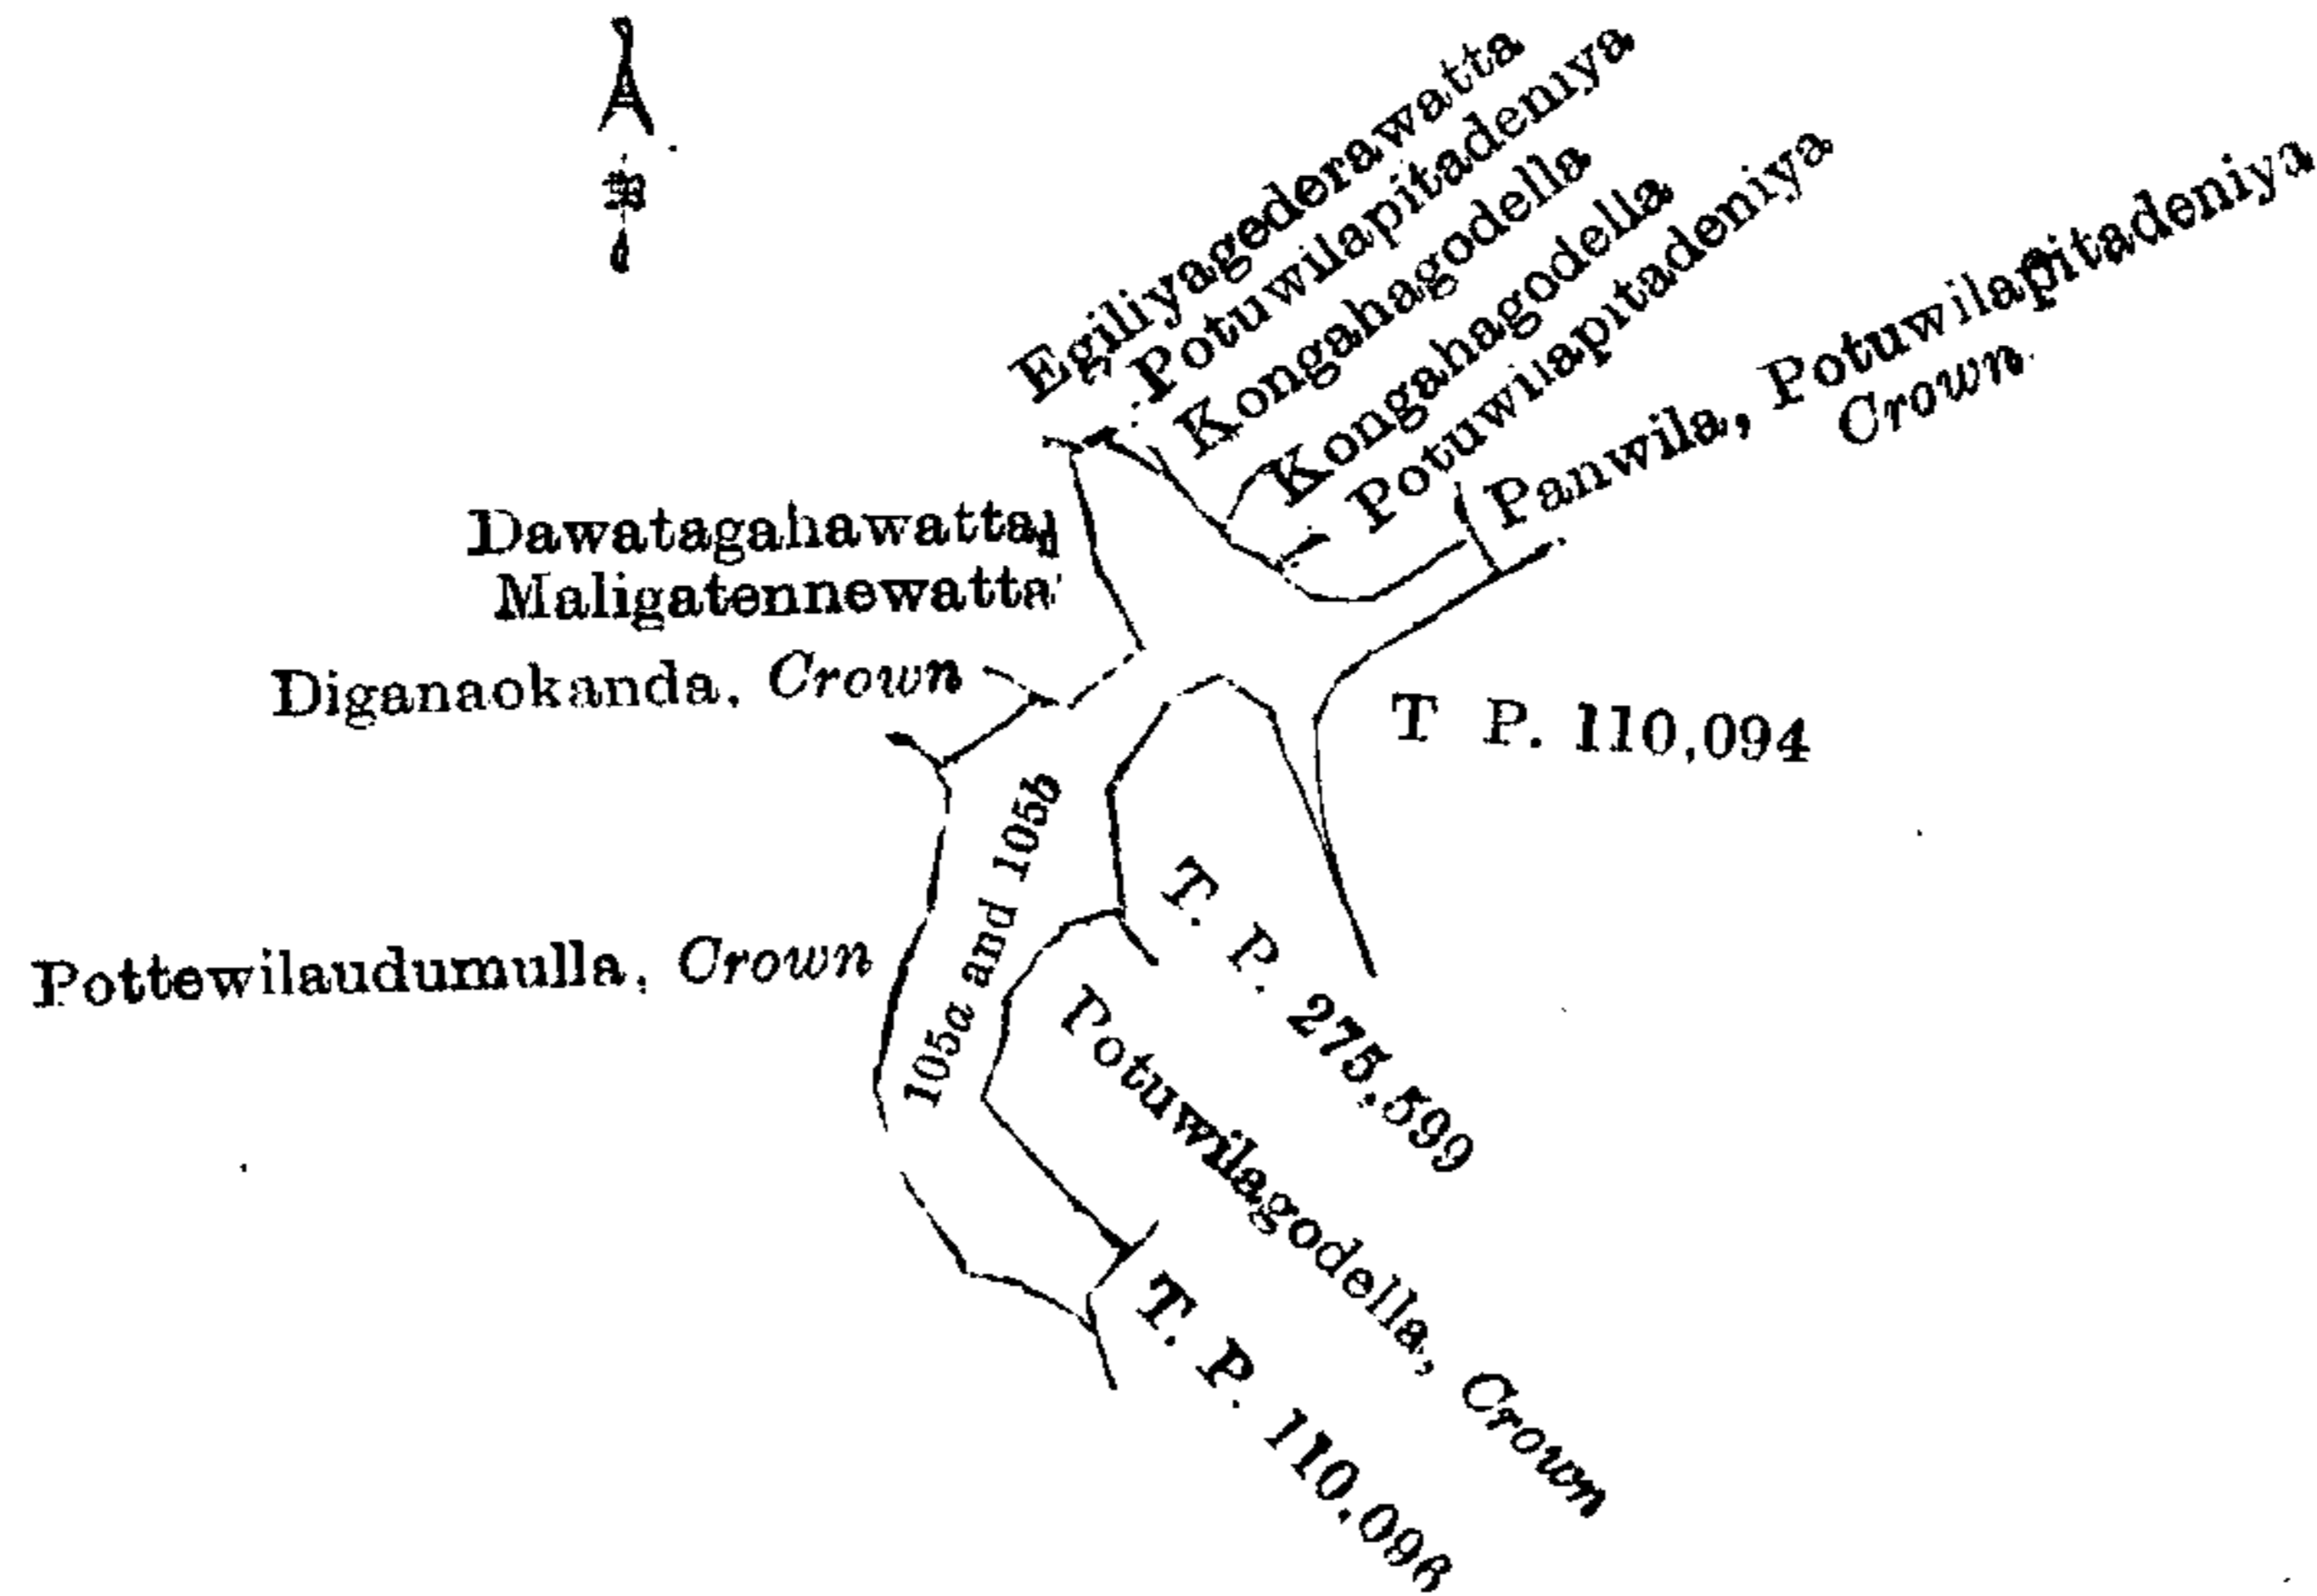 Egiliyagederawatta
Potuwilapitadeniya
Kongahagodella
Kongahagodella
Potuwilapitadeniya
Panwila, Potuwilapitadeniya
Crown
Dawatagahawatta
Maligatennewatta
Diganaokanda, Crown
T P. 110,094
105a and 105b
Pottewilaudumulla, Crown
T. P. 275,599
Potuwilagodella, Crown
T. P. 110,096